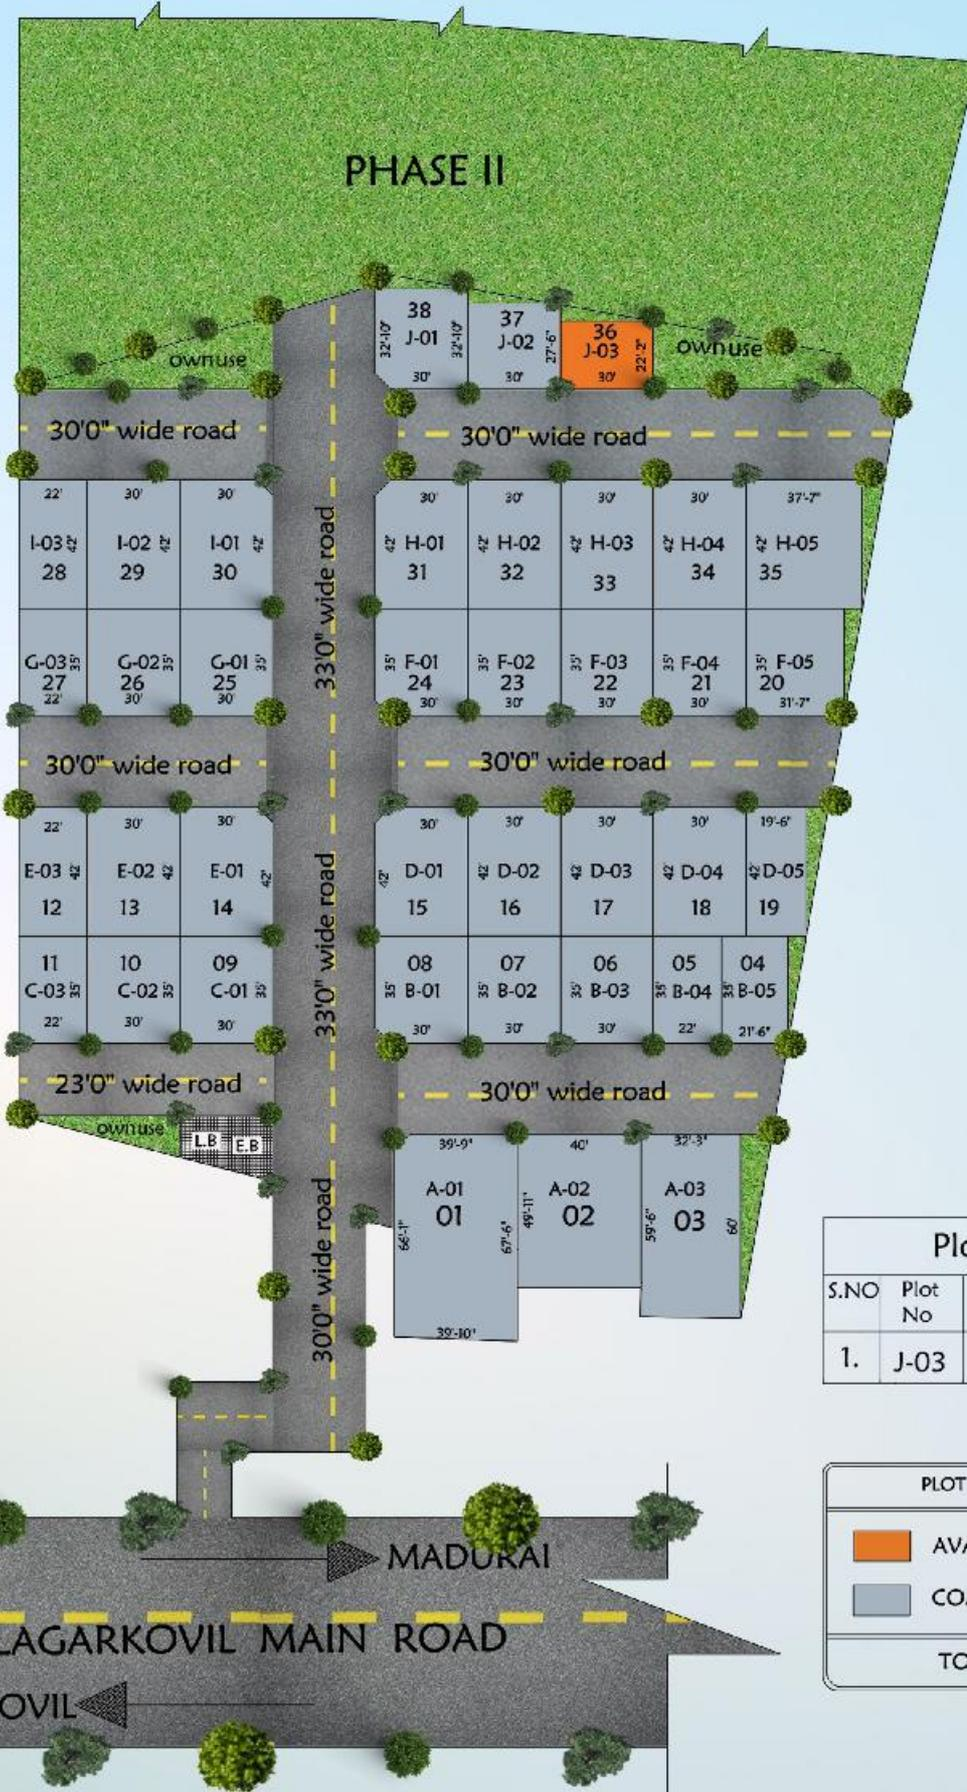 PHASE II
38
J-01
32'-10"
32'-10"
30'
37
J-02
27'-6"
30'
36
J-03
22'-2"
30'
ownuse
ownuse
30'0" wide road
30'0" wide road
22'
30'
30'
30'
30'
30'
30'
37'-7"
I-03 42'
I-02 42'
I-01 42'
42' H-01
42' H-02
42' H-03
42' H-04
42' H-05
28
29
30
31
32
33
34
35
33'0" wide road
G-03 35'
G-02 35'
G-01 35'
35' F-01
35' F-02
35' F-03
35' F-04
35' F-05
27
26
25
24
23
22
21
20
22'
30'
30'
30'
30'
30'
30'
31'-7"
30'0" wide road
30'0" wide road
22'
30'
30'
30'
30'
30'
30'
19'-6"
E-03 42'
E-02 42'
E-01 42'
42' D-01
42' D-02
42' D-03
42' D-04
42' D-05
12
13
14
15
16
17
18
19
33'0" wide road
11
10
09
08
07
06
05
04
C-03 35'
C-02 35'
C-01 35'
35' B-01
35' B-02
35' B-03
35' B-04
35' B-05
22'
30'
30'
30'
30'
30'
22'
21'-6"
23'0" wide road
30'0" wide road
ownuse
L.B
E.B
39'-9"
40'
32'-3"
A-01
A-02
A-03
01
02
03
66'-1"
67'-6"
49'-11"
59'-6"
60'
39'-10"
30'0" wide road
S.NO
Plot
No
1.
J-03
PLOT
MADURAI
LAGARKOVIL MAIN ROAD
OVIL